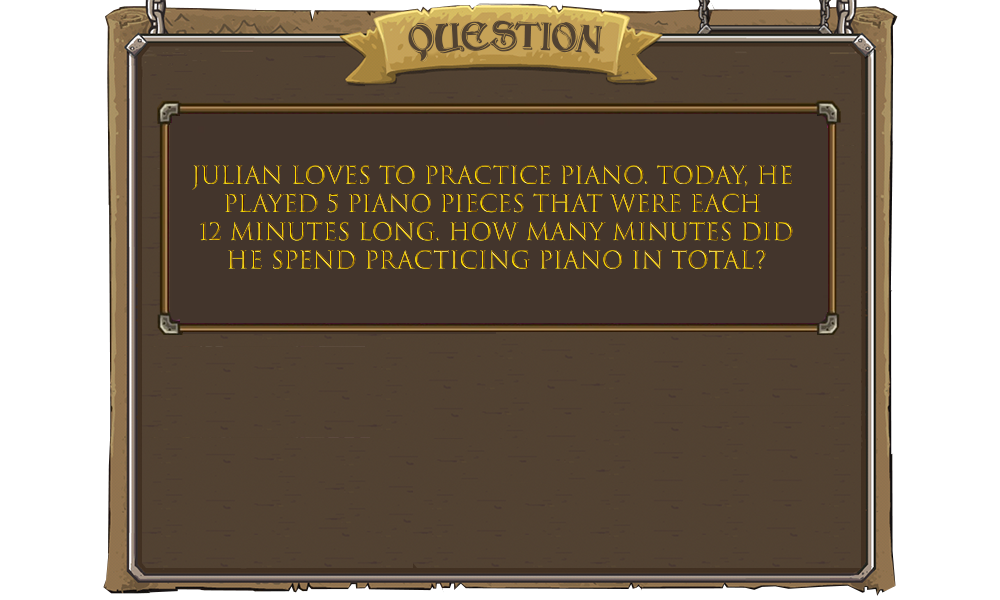 QUESTION
JULIAN LOVES TO PRACTICE PIANO. TODAY, HE
PLAYED 5 PIANO PIECES THAT WERE EACH
12 MINUTES LONG. HOW MANY MINUTES DID
HE SPEND PRACTICING PIANO IN TOTAL?